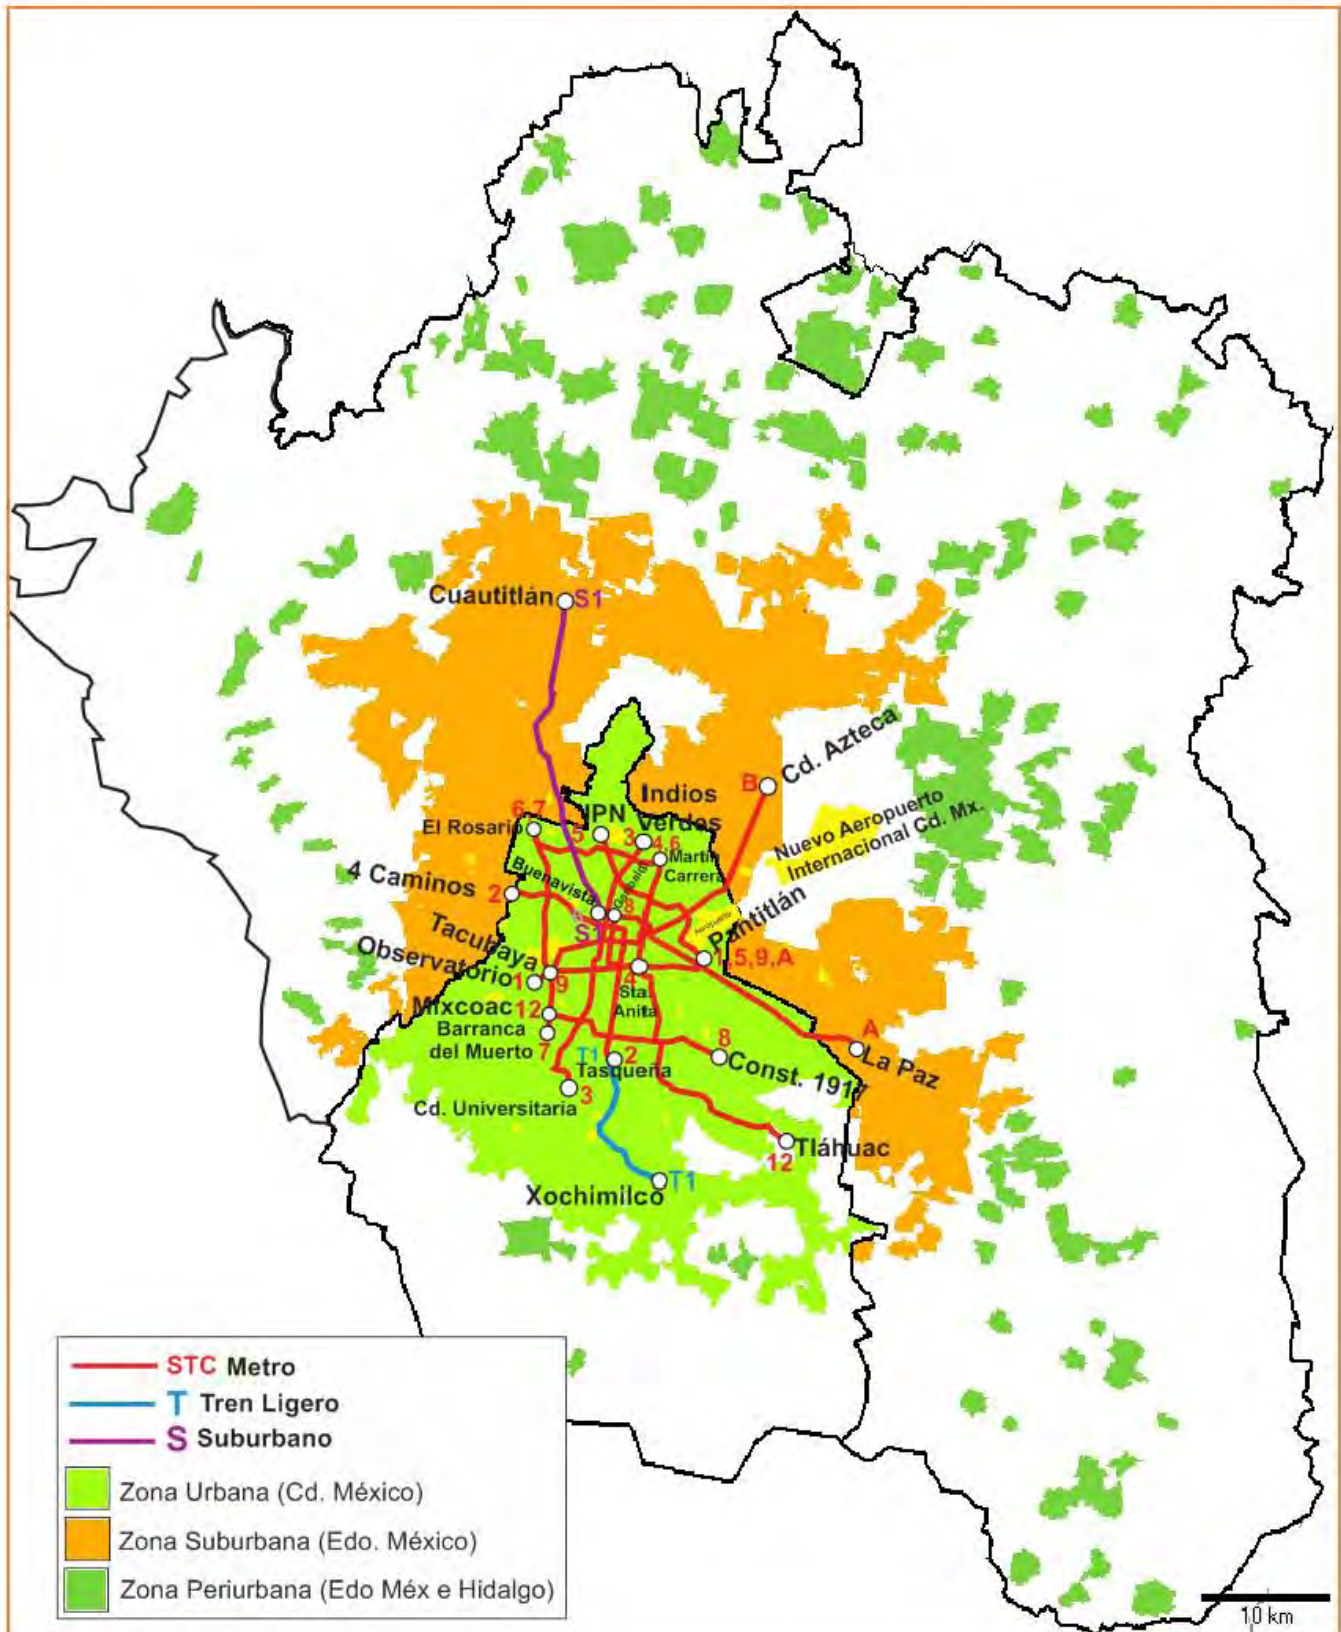 Cuautitlán S1
B Cd. Azteca
Indios
Verdes
6,7
IPN
El Rosario
5
3
4,6
Martín
Carrera
Nuevo Aeropuerto
Internacional Cd. Mx.
4 Caminos
2
Buenavista
Garibaldi
B
8
S1
Aeropuerto
Pantitlán
1,5,9,A
Tacubaya
9
Observatorio 1
4
Sta.
Anita
Mixcoac 12
Barranca
del Muerto
7
A
La Paz
8
Const. 1917
T1
2
Tasqueña
3
Cd. Universitaria
Tláhuac
12
Xochimilco
T1
STC Metro
T Tren Ligero
S Suburbano
Zona Urbana (Cd. México)
Zona Suburbana (Edo. México)
Zona Periurbana (Edo Méx e Hidalgo)
10 km